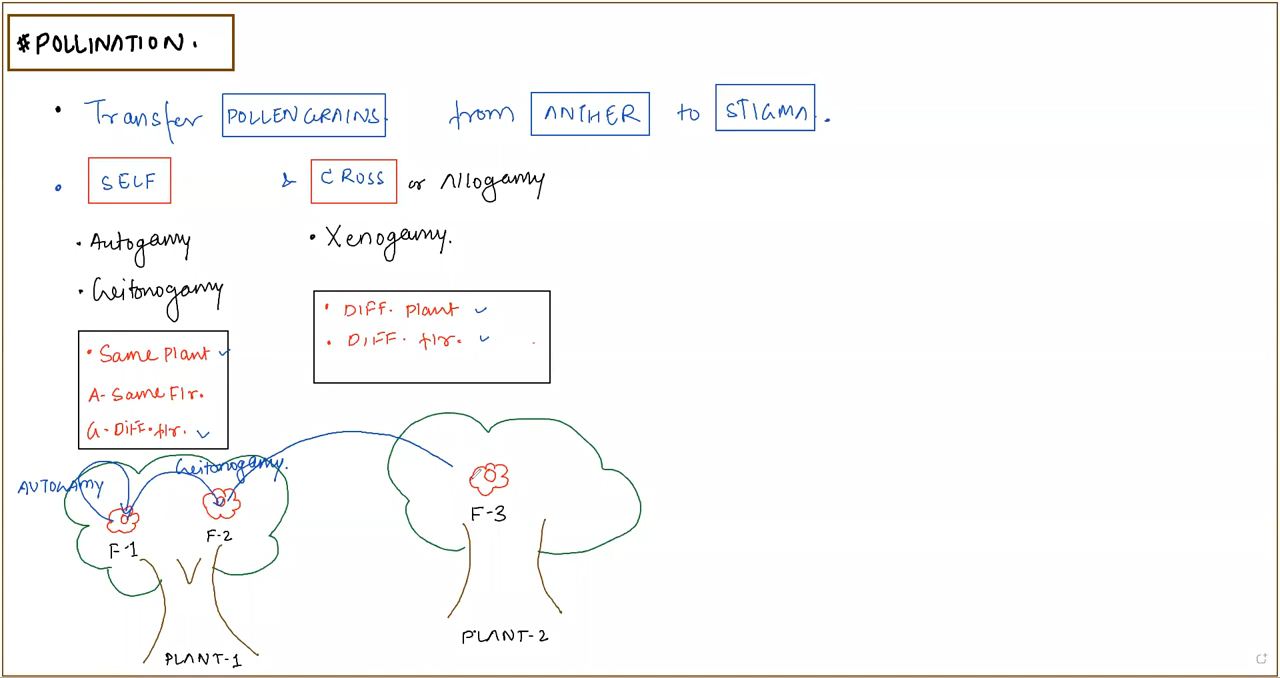 * POLLINATION.
• Transfer POLLEN GRAINS from ANTHER to STIGMA.
• SELF & CROSS or Allogamy
• Autogamy • Xenogamy.
• Geitonogamy
• DIFF. Plant ✓
• DIFF. flr. ✓
• Same Plant ✓
A- Same Flr.
G- Diff. flr. ✓
Geitonogamy.
AUTOGAMY
F-3
F-2
F-1
PLANT-2
PLANT-1